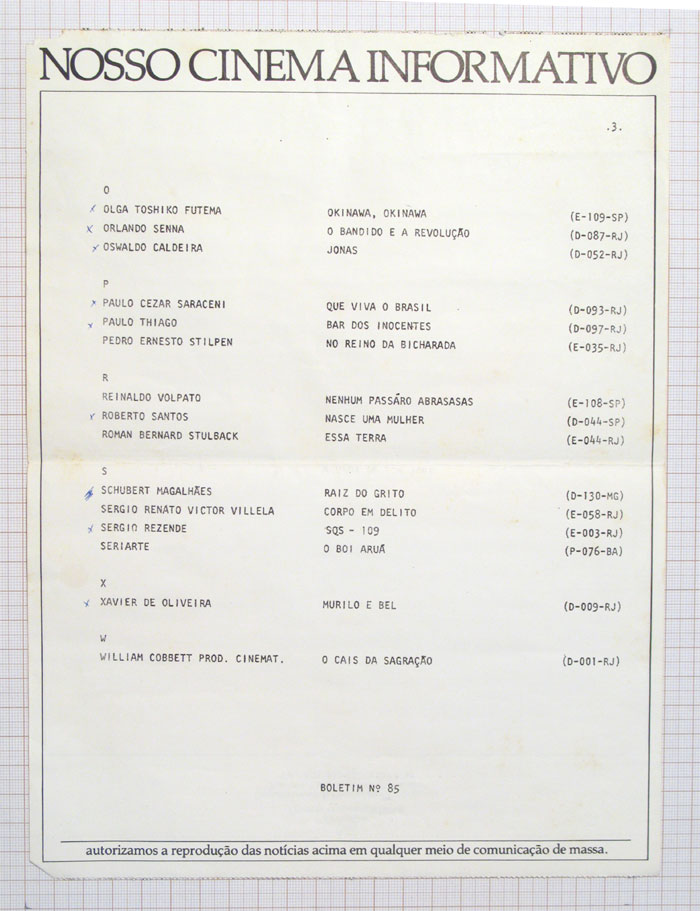 NOSSO CINEMA INFORMATIVO
.3.
O
x OLGA TOSHIKO FUTEMA OKINAWA, OKINAWA (E-109-SP)
x ORLANDO SENNA O BANDIDO E A REVOLUÇÃO (D-087-RJ)
x OSWALDO CALDEIRA JONAS (D-052-RJ)
P
x PAULO CEZAR SARACENI QUE VIVA O BRASIL (D-093-RJ)
x PAULO THIAGO BAR DOS INOCENTES (D-097-RJ)
PEDRO ERNESTO STILPEN NO REINO DA BICHARADA (E-035-RJ)
R
REINALDO VOLPATO NENHUM PASSÁRO ABRASASAS (E-108-SP)
x ROBERTO SANTOS NASCE UMA MULHER (D-044-SP)
ROMAN BERNARD STULBACK ESSA TERRA (E-044-RJ)
S
SCHUBERT MAGALHÃES RAIZ DO GRITO (D-130-MG)
SERGIO RENATO VICTOR VILLELA CORPO EM DELITO (E-058-RJ)
x SERGIO REZENDE SQS - 109 (E-003-RJ)
SERIARTE O BOI ARUÃ (P-076-BA)
X
x XAVIER DE OLIVEIRA MURILO E BEL (D-009-RJ)
W
WILLIAM COBBETT PROD. CINEMAT. O CAIS DA SAGRAÇÃO (D-001-RJ)
BOLETIM Nº 85
autorizamos a reprodução das notícias acima em qualquer meio de comunicação de massa.